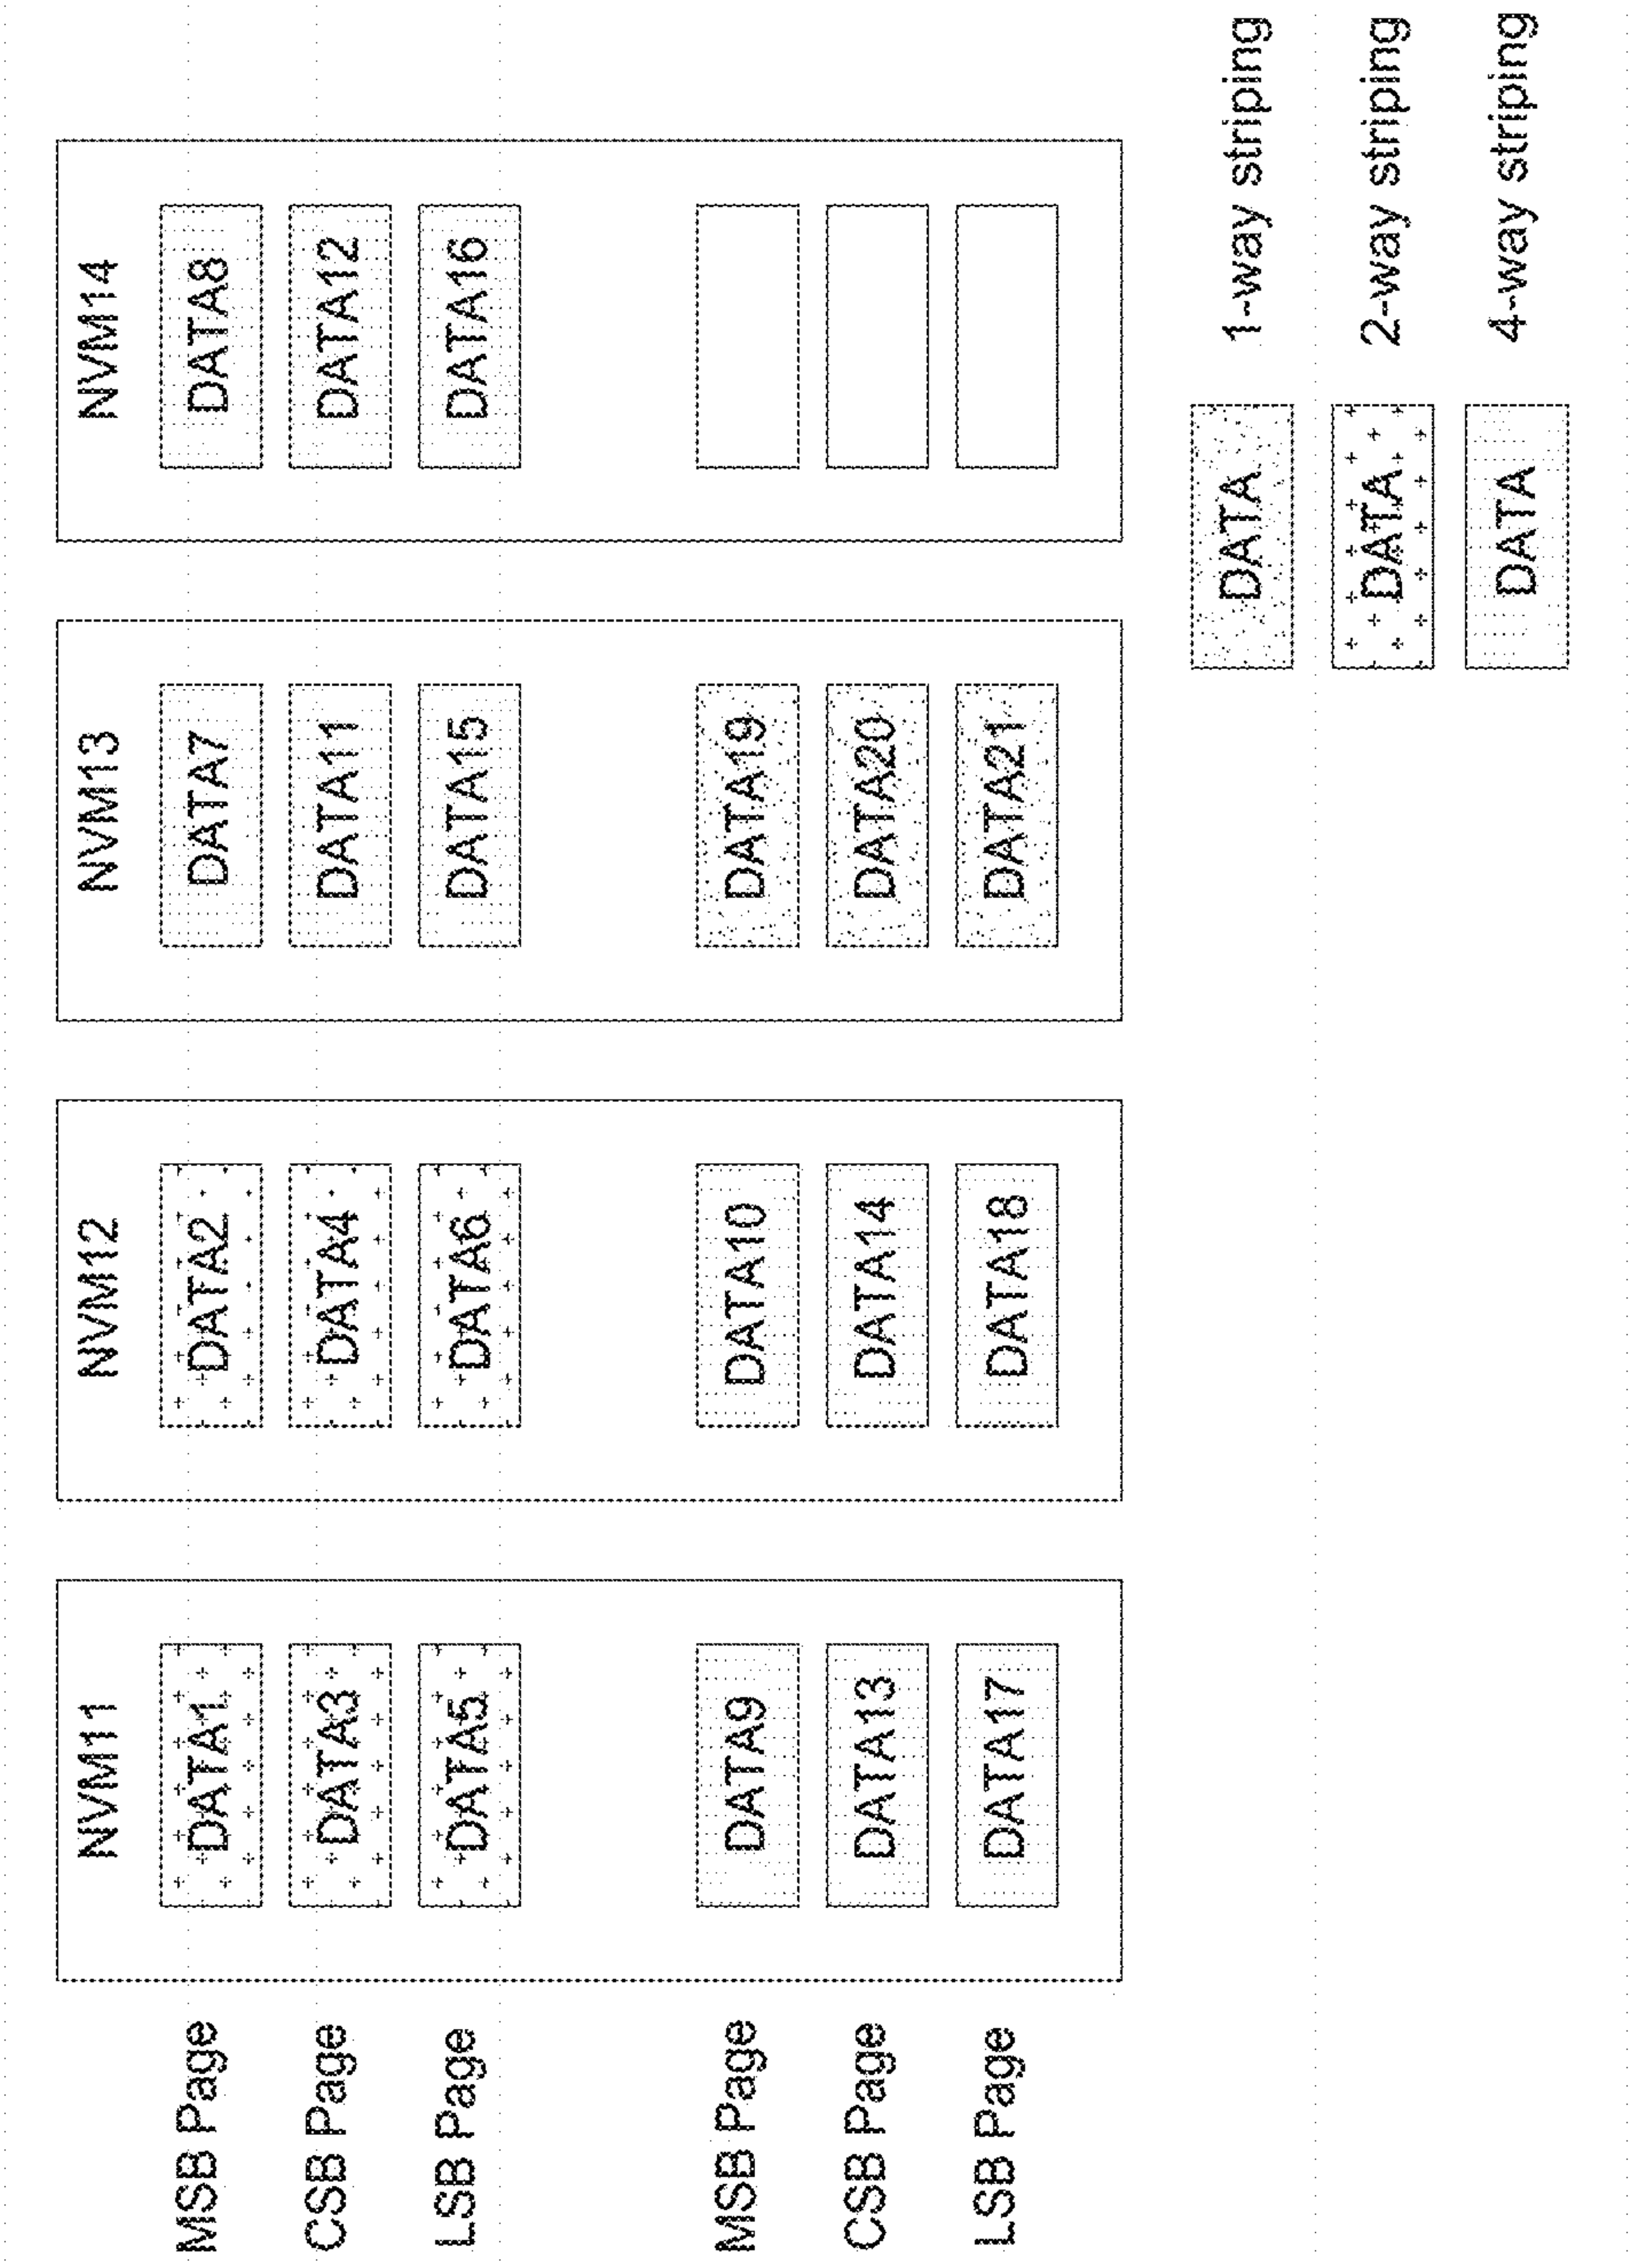 NVM11 NVM12 NVM13 NVM14
MSB Page DATA1 DATA2 DATA7 DATA8
CSB Page DATA3 DATA4 DATA11 DATA12
LSB Page DATA5 DATA6 DATA15 DATA16
MSB Page DATA9 DATA10 DATA19
CSB Page DATA13 DATA14 DATA20
LSB Page DATA17 DATA18 DATA21
DATA 1-way striping
DATA 2-way striping
DATA 4-way striping